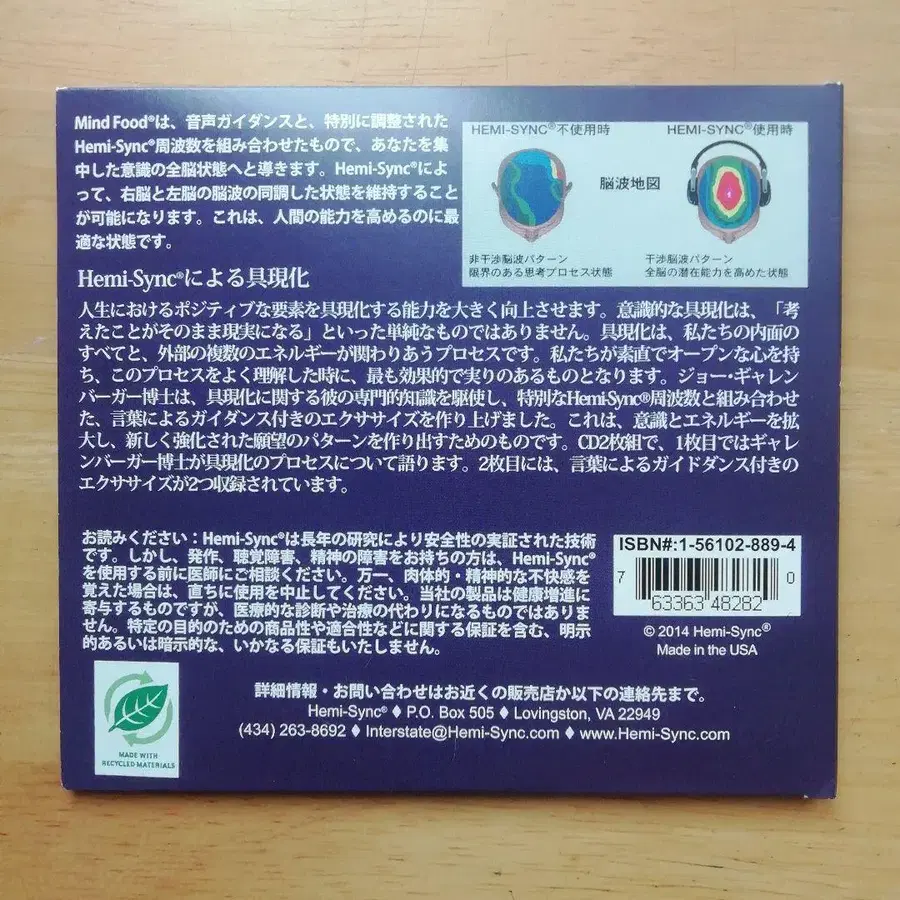 Mind Food®は、音声ガイダンスと、特別に調整された
Hemi-Sync®周波数を組み合わせたもので、あなたを集
中した意識の全脳状態へと導きます。Hemi-Sync®によ
って、右脳と左脳の脳波の同調した状態を維持すること
が可能になります。これは、人間の能力を高めるのに最
適な状態です。
HEMI-SYNC®不使用時
HEMI-SYNC®使用時
脳波地図
非干渉脳波パターン
限界のある思考プロセス状態
干渉脳波パターン
全脳の潜在能力を高めた状態
Hemi-Sync®による具現化
人生におけるポジティブな要素を具現化する能力を大きく向上させます。意識的な具現化は、「考
えたことがそのまま現実になる」といった単純なものではありません。具現化は、私たちの内面の
すべてと、外部の複数のエネルギーが関わりあうプロセスです。私たちが素直でオープンな心を持
ち、このプロセスをよく理解した時に、最も効果的で実りのあるものとなります。ジョー・ギャレン
バーガー博士は、具現化に関する彼の専門的知識を駆使し、特別なHemi-Sync®周波数と組み合わせ
た、言葉によるガイダンス付きのエクササイズを作り上げました。これは、意識とエネルギーを拡
大し、新しく強化された願望のパターンを作り出すためのものです。CD2枚組で、1枚目ではギャレ
ンバーガー博士が具現化のプロセスについて語ります。2枚目には、言葉によるガイドダンス付きの
エクササイズが2つ収録されています。
お読みください：Hemi-Sync®は長年の研究により安全性の実証された技術
です。しかし、発作、聴覚障害、精神の障害をお持ちの方は、Hemi-Sync®
を使用する前に医師にご相談ください。万一、肉体的・精神的な不快感を
覚えた場合は、直ちに使用を中止してください。当社の製品は健康増進に
寄与するものですが、医療的な診断や治療の代わりになるものではありま
せん。特定の目的のための商品性や適合性などに関する保証を含む、明示
的あるいは暗示的な、いかなる保証もいたしません。
ISBN#:1-56102-889-4
7 63363 48282 0
© 2014 Hemi-Sync®
Made in the USA
MADE WITH
RECYCLED MATERIALS
詳細情報・お問い合わせはお近くの販売店か以下の連絡先まで。
Hemi-Sync® ♦ P.O. Box 505 ♦ Lovingston, VA 22949
(434) 263-8692 ♦ Interstate@Hemi-Sync.com ♦ www.Hemi-Sync.com